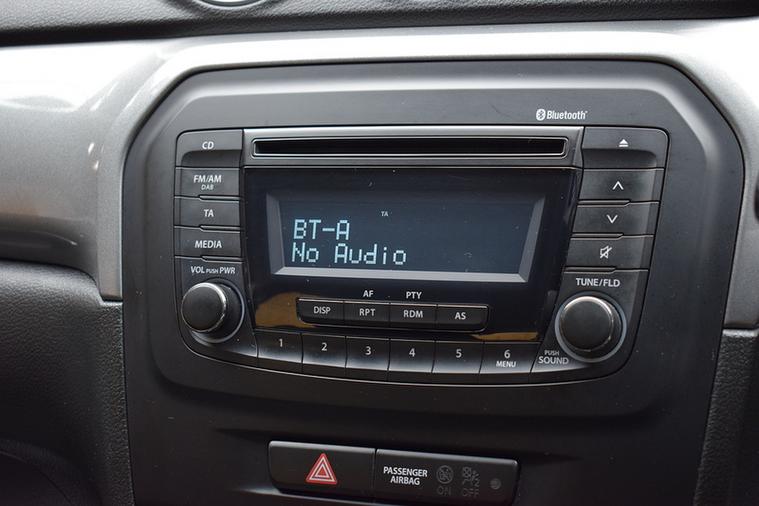 Bluetooth
CD
FM/AM
DAB
TA
MEDIA
VOL PUSH PWR
TA
BT-A
No Audio
TUNE/FLD
AF PTY
DISP RPT RDM AS
1 2 3 4 5 6
MENU
PUSH
SOUND
PASSENGER
AIRBAG
ON OFF